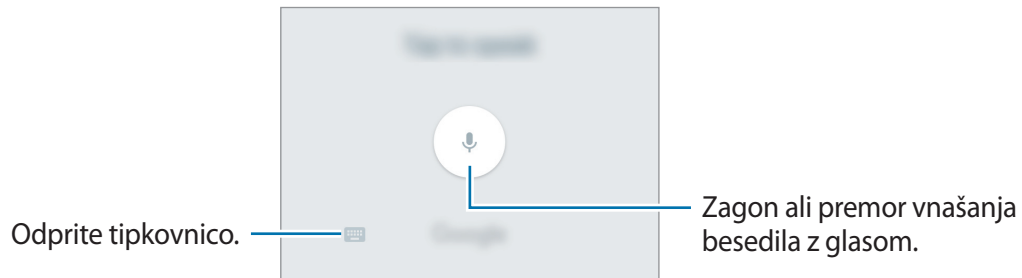 Odprite tipkovnico.
Zagon ali premor vnašanja
besedila z glasom.